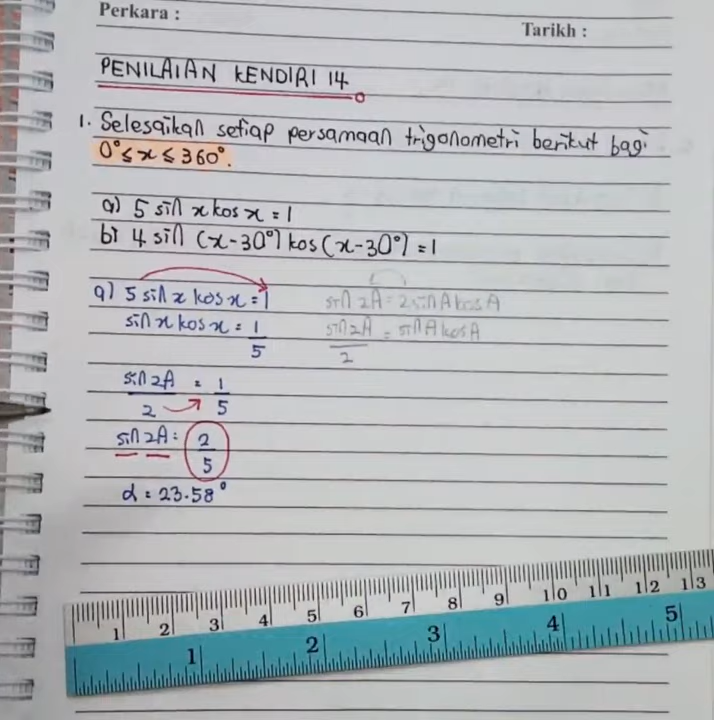 Perkara :
Tarikh :
PENILAIAN KENDIRI 14
1. Selesaikan setiap persamaan trigonometri berikut bagi
0° ≤ x ≤ 360°.
a) 5 sin x kos x = 1
b) 4 sin (x-30°) kos (x-30°) = 1
a) 5 sin x kos x = 1
sin x kos x = 1/5
sin 2A = 2 sin A kos A
sin 2A / 2 = sin A kos A
sin 2A / 2 = 1/5
sin 2A = 2/5
α = 23.58°
1 2 3 4 5 6 7 8 9 10 11 12 13
1 2 3 4 5